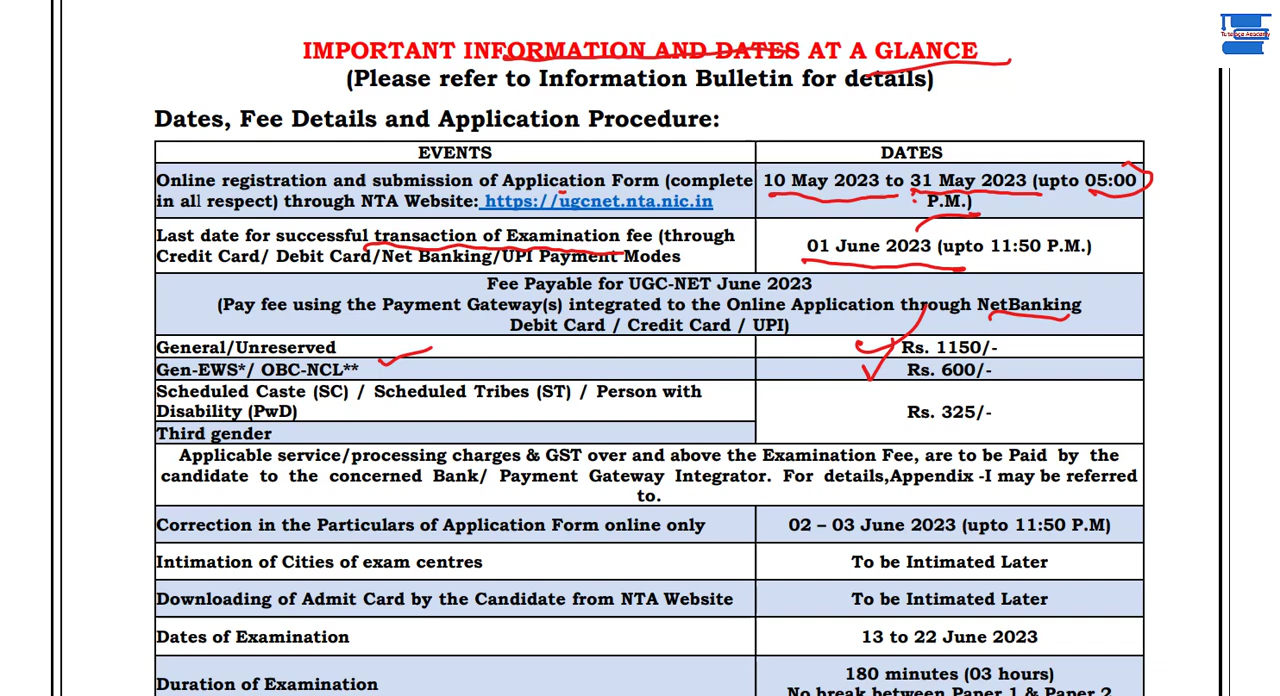 Tutelage Academy
IMPORTANT INFORMATION AND DATES AT A GLANCE
(Please refer to Information Bulletin for details)
Dates, Fee Details and Application Procedure:
EVENTS DATES
Online registration and submission of Application Form (complete
in all respect) through NTA Website: https://ugcnet.nta.nic.in
10 May 2023 to 31 May 2023 (upto 05:00
P.M.)
Last date for successful transaction of Examination fee (through
Credit Card/ Debit Card/Net Banking/UPI Payment Modes
01 June 2023 (upto 11:50 P.M.)
Fee Payable for UGC-NET June 2023
(Pay fee using the Payment Gateway(s) integrated to the Online Application through NetBanking
Debit Card / Credit Card / UPI)
General/Unreserved Rs. 1150/-
Gen-EWS*/ OBC-NCL** Rs. 600/-
Scheduled Caste (SC) / Scheduled Tribes (ST) / Person with
Disability (PwD)
Rs. 325/-
Third gender
Applicable service/processing charges & GST over and above the Examination Fee, are to be Paid by the
candidate to the concerned Bank/ Payment Gateway Integrator. For details,Appendix -I may be referred
to.
Correction in the Particulars of Application Form online only 02 – 03 June 2023 (upto 11:50 P.M)
Intimation of Cities of exam centres To be Intimated Later
Downloading of Admit Card by the Candidate from NTA Website To be Intimated Later
Dates of Examination 13 to 22 June 2023
Duration of Examination
180 minutes (03 hours)
No break between Paper 1 & Paper 2